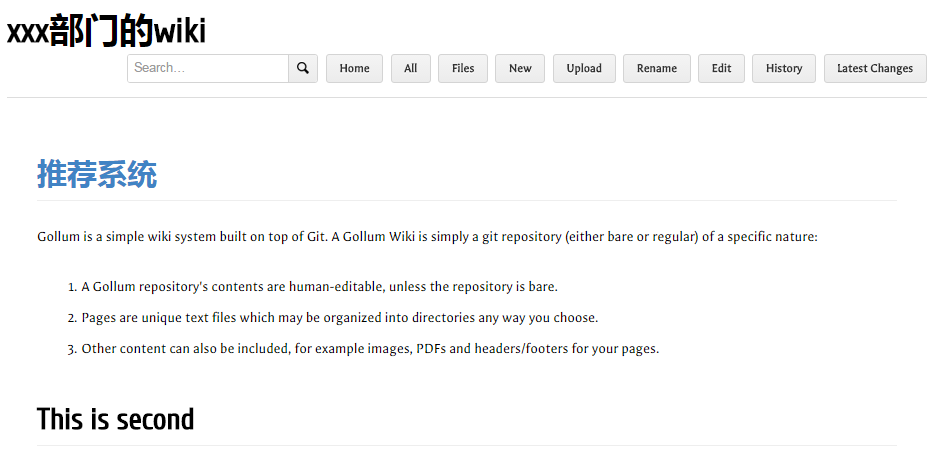 xxx部门的wiki
Search...
Home
All
Files
New
Upload
Rename
Edit
History
Latest Changes
推荐系统
Gollum is a simple wiki system built on top of Git. A Gollum Wiki is simply a git repository (either bare or regular) of a specific nature:
1. A Gollum repository's contents are human-editable, unless the repository is bare.
2. Pages are unique text files which may be organized into directories any way you choose.
3. Other content can also be included, for example images, PDFs and headers/footers for your pages.
This is second